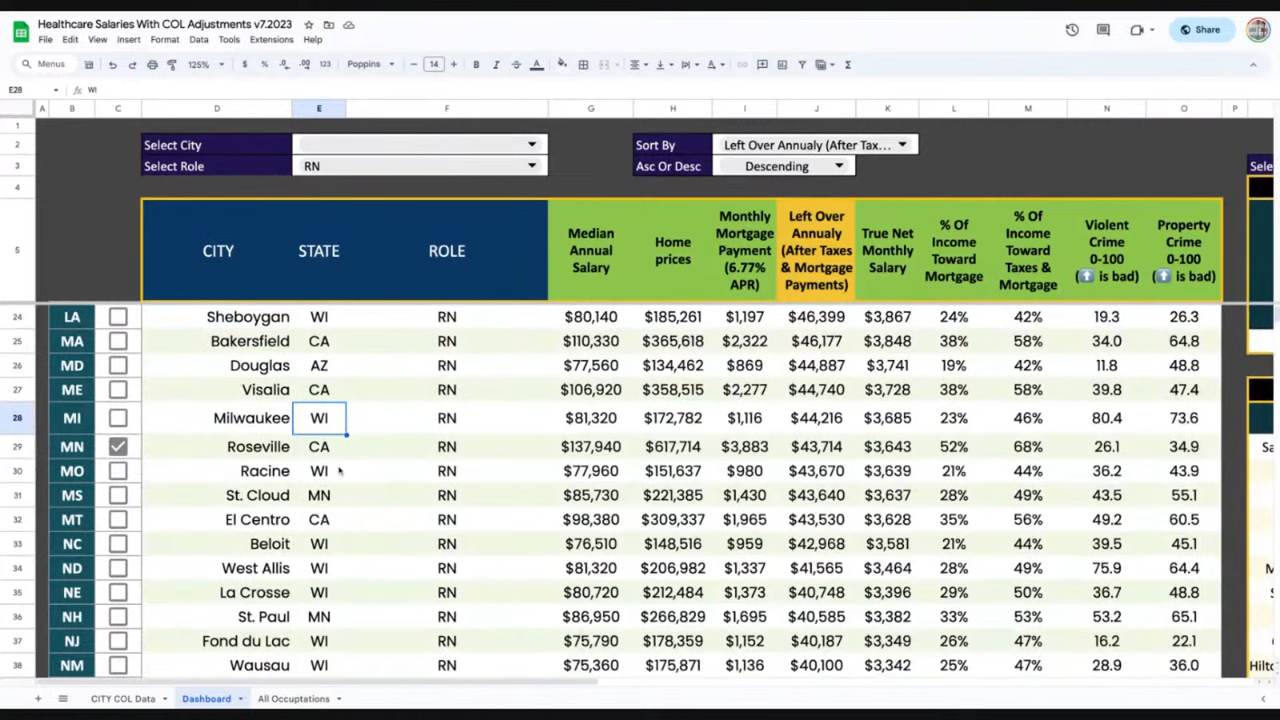 Healthcare Salaries With COL Adjustments v7.2023
File Edit View Insert Format Data Tools Extensions Help
Share
Menus 125% $ % .0 .00 123 Poppins − 14 + B I S A Σ
E28 WI
A B C D E F G H I J K L M N O P
1
2 Select City Sort By Left Over Annualy (After Tax...
3 Select Role RN Asc Or Desc Descending Sele
4
5 CITY STATE ROLE Median Annual Salary Home prices Monthly Mortgage Payment (6.77% APR) Left Over Annualy (After Taxes & Mortgage Payments) True Net Monthly Salary % Of Income Toward Mortgage % Of Income Toward Taxes & Mortgage Violent Crime 0-100 (⬆️ is bad) Property Crime 0-100 (⬆️ is bad)
24 LA Sheboygan WI RN $80,140 $185,261 $1,197 $46,399 $3,867 24% 42% 19.3 26.3
25 MA Bakersfield CA RN $110,330 $365,618 $2,322 $46,177 $3,848 38% 58% 34.0 64.8
26 MD Douglas AZ RN $77,560 $134,462 $869 $44,887 $3,741 19% 42% 11.8 48.8
27 ME Visalia CA RN $106,920 $358,515 $2,277 $44,740 $3,728 38% 58% 39.8 47.4
28 MI Milwaukee WI RN $81,320 $172,782 $1,116 $44,216 $3,685 23% 46% 80.4 73.6
29 MN Roseville CA RN $137,940 $617,714 $3,883 $43,714 $3,643 52% 68% 26.1 34.9 Sa
30 MO Racine WI RN $77,960 $151,637 $980 $43,670 $3,639 21% 44% 36.2 43.9
31 MS St. Cloud MN RN $85,730 $221,385 $1,430 $43,640 $3,637 28% 49% 43.5 55.1
32 MT El Centro CA RN $98,380 $309,337 $1,965 $43,530 $3,628 35% 56% 49.2 60.5
33 NC Beloit WI RN $76,510 $148,516 $959 $42,968 $3,581 21% 44% 39.5 45.1
34 ND West Allis WI RN $81,320 $206,982 $1,337 $41,565 $3,464 28% 49% 75.9 64.4 M
35 NE La Crosse WI RN $80,720 $212,484 $1,373 $40,748 $3,396 29% 50% 36.7 48.8 S
36 NH St. Paul MN RN $86,950 $266,829 $1,695 $40,585 $3,382 33% 53% 53.2 65.1
37 NJ Fond du Lac WI RN $75,790 $178,359 $1,152 $40,187 $3,349 26% 47% 16.2 22.1
38 NM Wausau WI RN $75,360 $175,871 $1,136 $40,100 $3,342 25% 47% 28.9 36.0 Hilto
+ CITY COL Data Dashboard All Occuptations